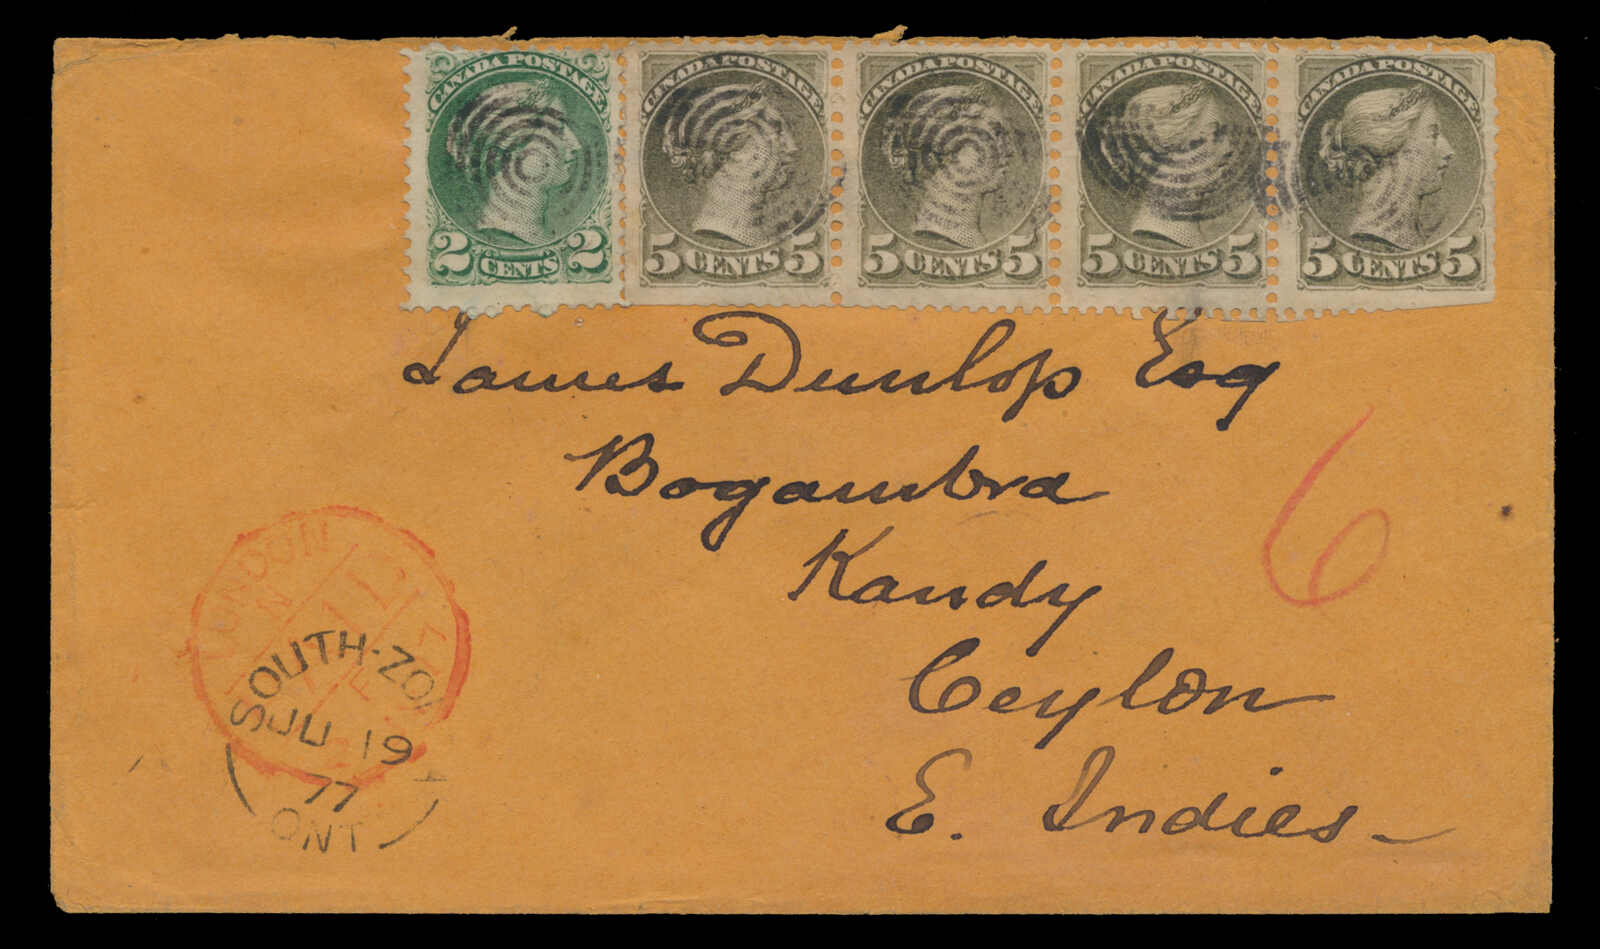 CANADA POSTAGE
2 CENTS 2
CANADA POSTAGE
5 CENTS 5
CANADA POSTAGE
5 CENTS 5
CANADA POSTAGE
5 CENTS 5
CANADA POSTAGE
5 CENTS 5
James Dunlop Esq
Bogambra
Kandy
Ceylon
E. Indies
6
LONDON
SOUTH-ZO
JU 19
77
ONT